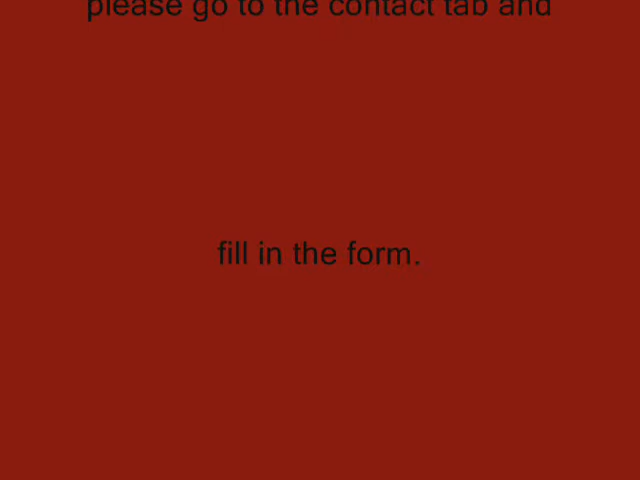 please go to the contact tab and
fill in the form.